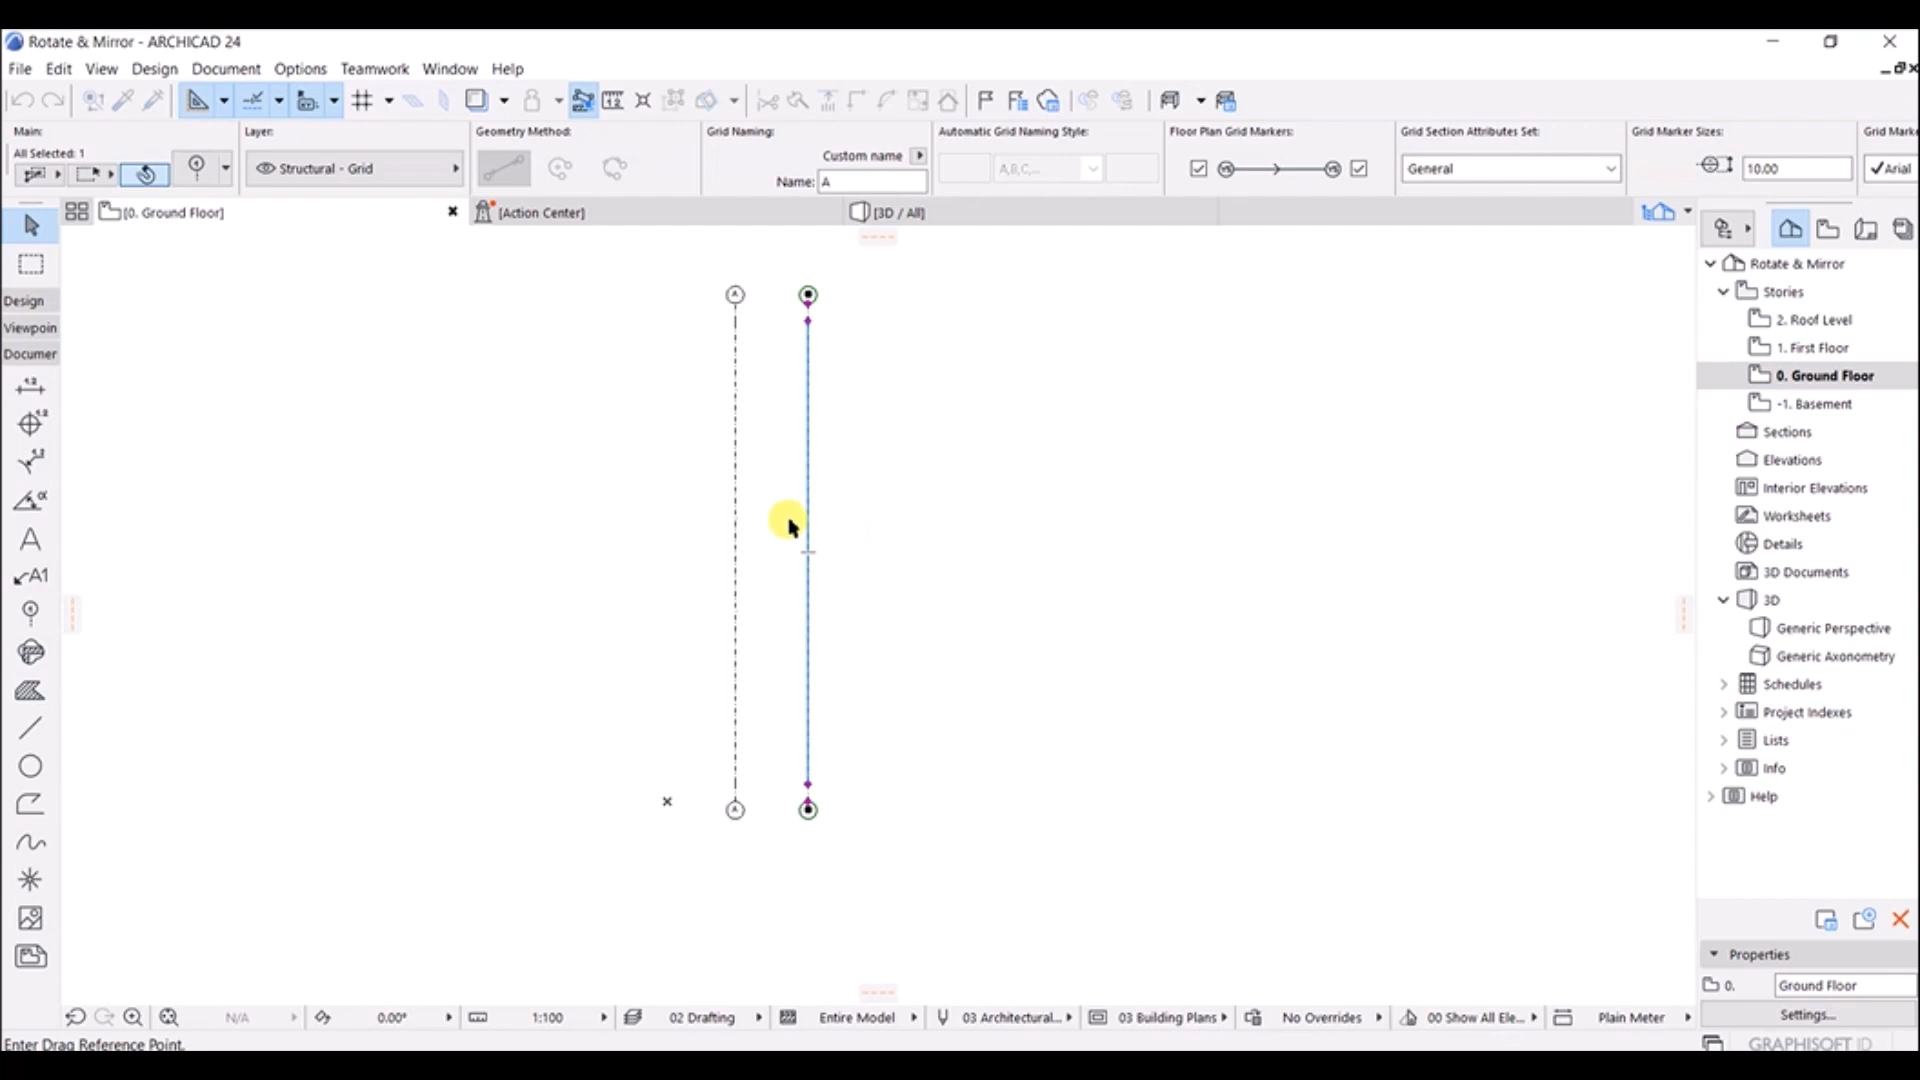 Rotate & Mirror - ARCHICAD 24
File Edit View Design Document Options Teamwork Window Help
Main:
All Selected: 1
Layer:
Structural - Grid
Geometry Method:
Grid Naming:
Custom name
Name: A
Automatic Grid Naming Style:
A,B,C,...
Floor Plan Grid Markers:
Grid Section Attributes Set:
General
Grid Marker Sizes:
10.00
Grid Marke
Arial
[0. Ground Floor]
[Action Center]
[3D / All]
Design
Viewpoin
Documer
A
A1
A
A
Rotate & Mirror
Stories
2. Roof Level
1. First Floor
0. Ground Floor
-1. Basement
Sections
Elevations
Interior Elevations
Worksheets
Details
3D Documents
3D
Generic Perspective
Generic Axonometry
Schedules
Project Indexes
Lists
Info
Help
Properties
0. Ground Floor
Settings...
GRAPHISOFT ID
N/A 0.00° 1:100 02 Drafting Entire Model 03 Architectural... 03 Building Plans No Overrides 00 Show All Ele... Plain Meter
Enter Drag Reference Point.